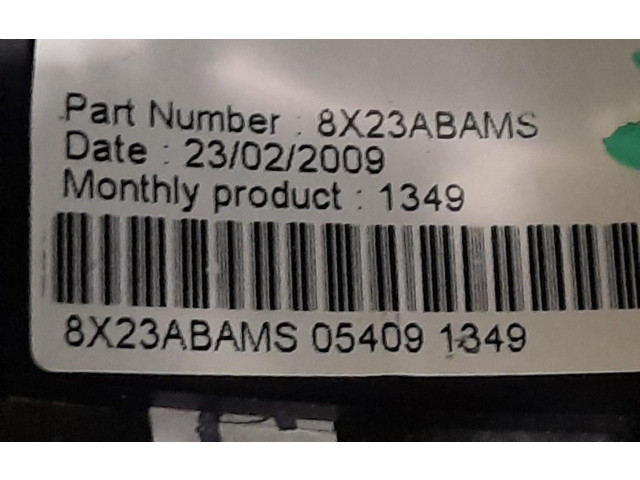 Part Number : 8X23ABAMS
Date : 23/02/2009
Monthly product : 1349
8X23ABAMS 05409 1349